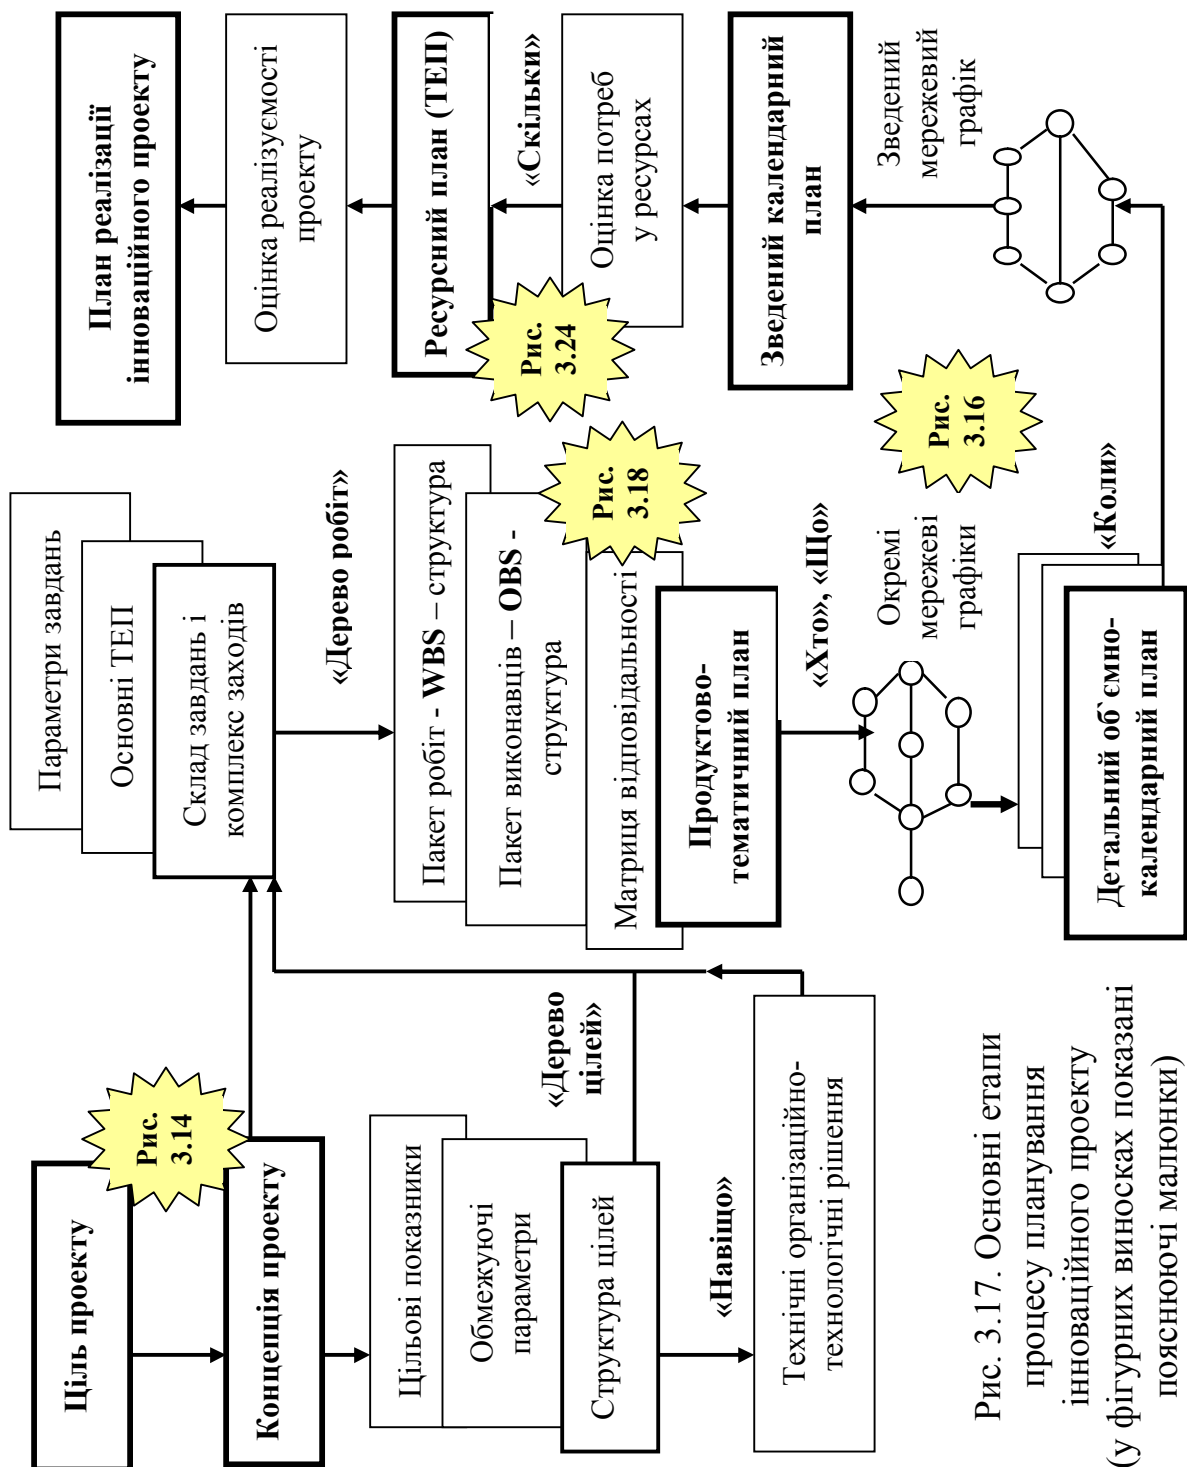 Ціль проекту
Рис.
3.14
Концепція проекту
Цільові показники
Обмежуючі
параметри
Структура цілей
«Дерево
цілей»
«Навіщо»
Технічні організаційно-
технологічні рішення
Параметри завдань
Основні ТЕП
Склад завдань і
комплекс заходів
«Дерево робіт»
Пакет робіт - WBS – структура
Пакет виконавців – OBS -
структура
Рис.
3.18
Матриця відповідальності
Продуктово-
тематичний план
«Хто», «Що»
Окремі
мережеві
графіки
Рис.
3.16
«Коли»
Детальний об`ємно-
календарний план
План реалізації
інноваційного проекту
Оцінка реалізуємості
проекту
Ресурсний план (ТЕП)
Рис.
3.24
«Скільки»
Оцінка потреб
у ресурсах
Зведений календарний
план
Зведений
мережевий
графік
Рис. 3.17. Основні етапи
процесу планування
інноваційного проекту
(у фігурних виносках показані
пояснюючі малюнки)